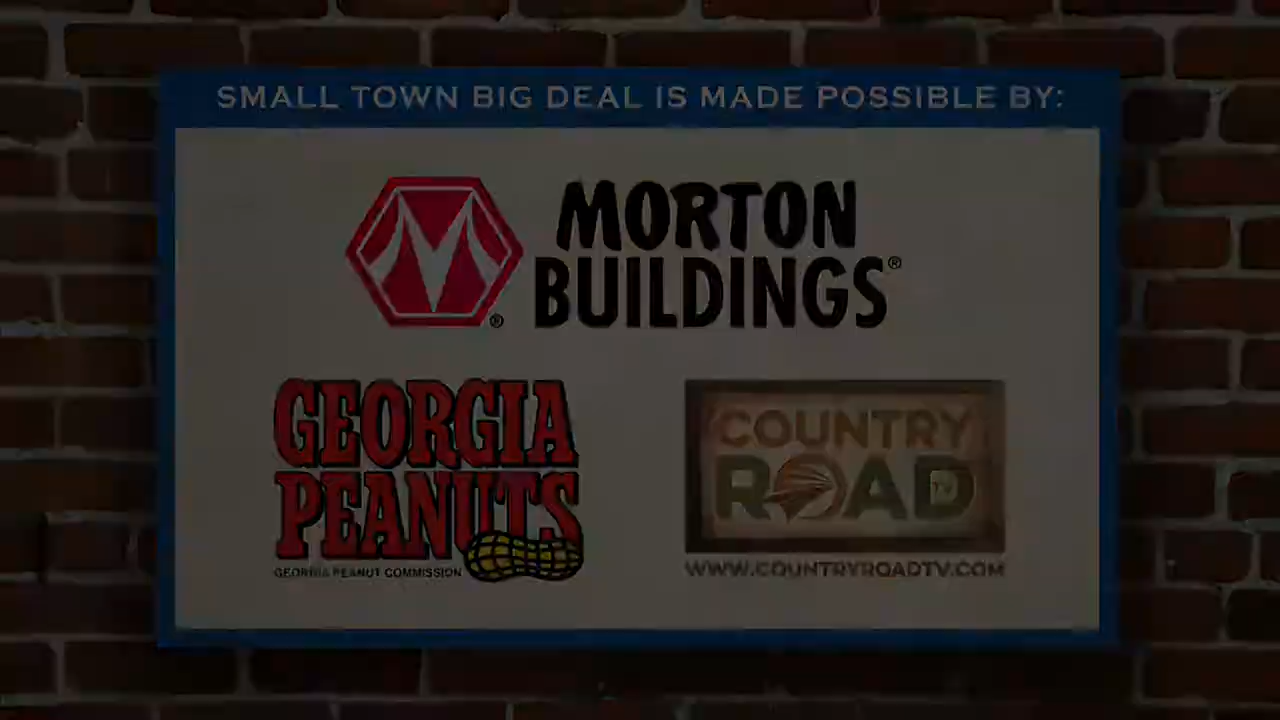 SMALL TOWN BIG DEAL IS MADE POSSIBLE BY:
MORTON
BUILDINGS®
®
GEORGIA
PEANUTS
GEORGIA PEANUT COMMISSION
COUNTRY
ROAD
TV
WWW.COUNTRYROADTV.COM